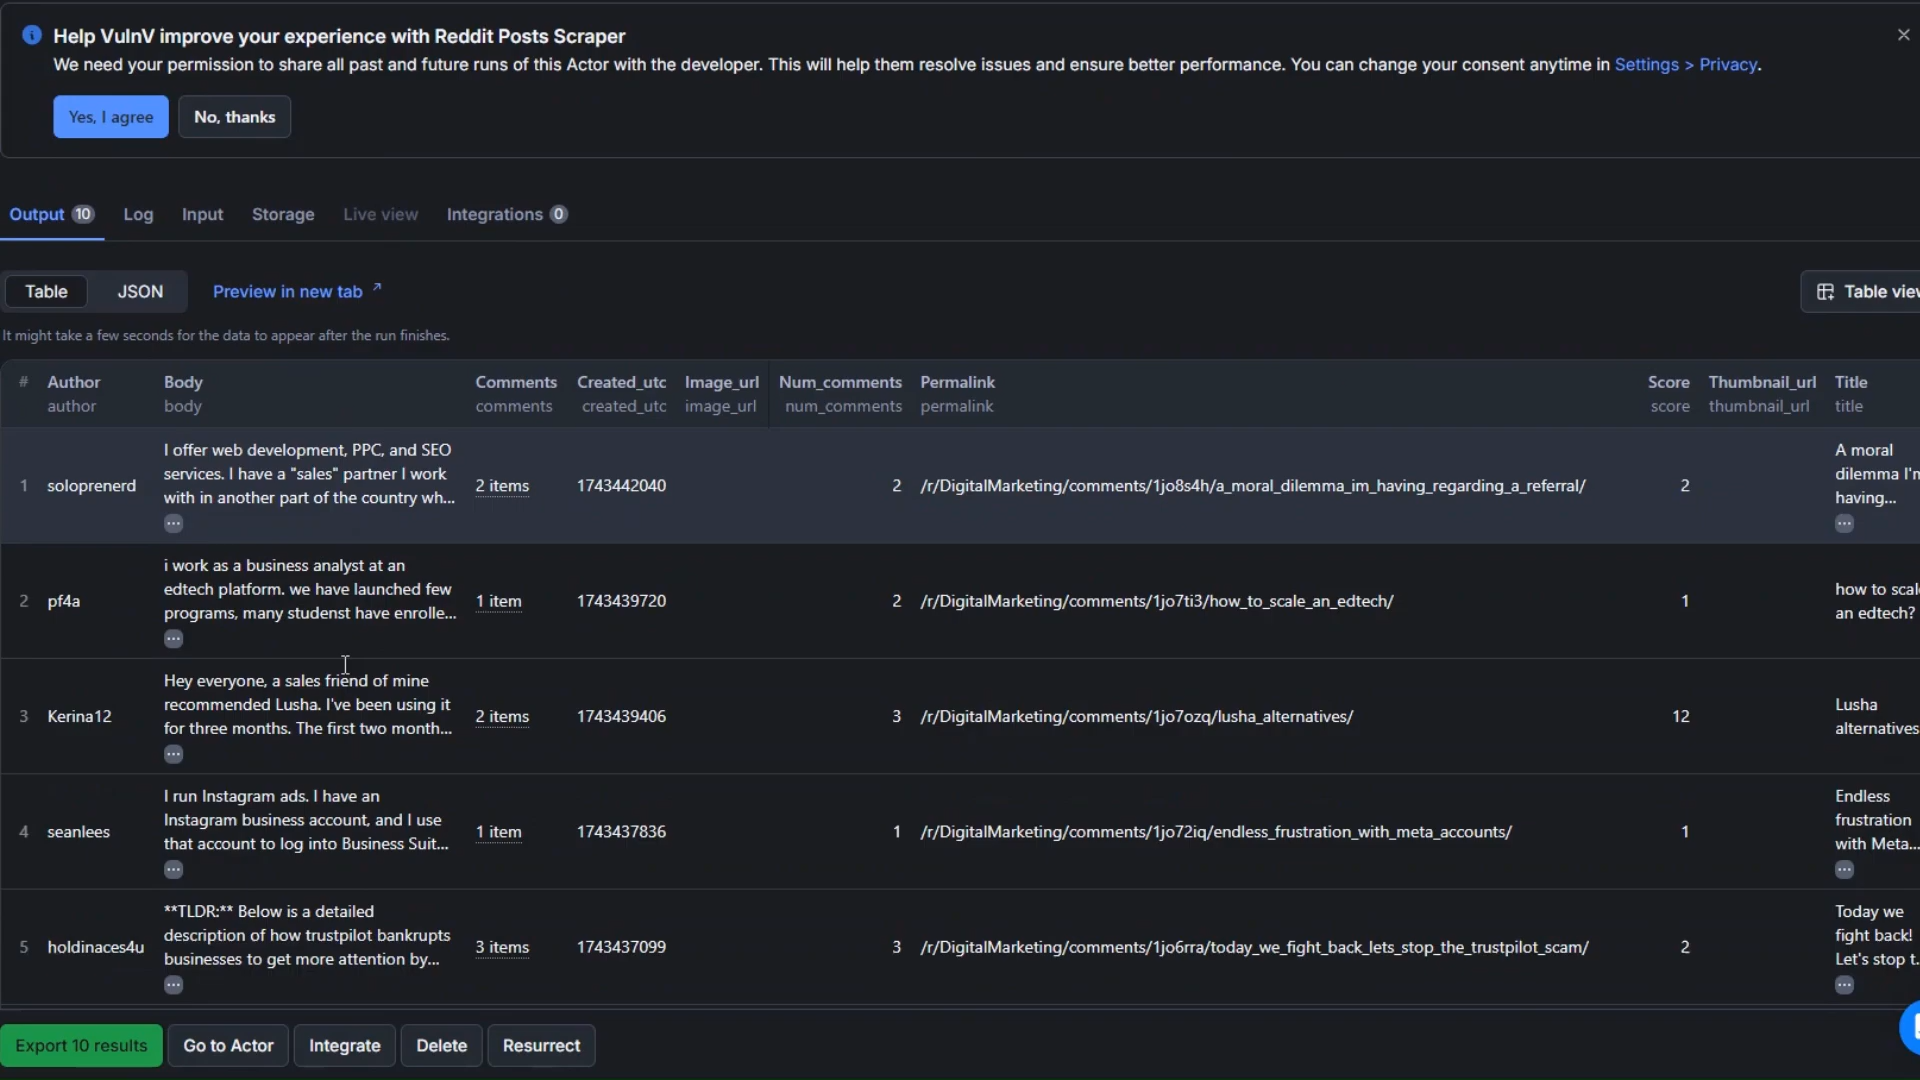 Help VulnV improve your experience with Reddit Posts Scraper
We need your permission to share all past and future runs of this Actor with the developer. This will help them resolve issues and ensure better performance. You can change your consent anytime in Settings > Privacy.
Yes, I agree No, thanks
Output 10 Log Input Storage Live view Integrations 0
Table JSON Preview in new tab Table view
It might take a few seconds for the data to appear after the run finishes.
# Author Body Comments Created_utc Image_url Num_comments Permalink Score Thumbnail_url Title
author body comments created_utc image_url num_comments permalink score thumbnail_url title
I offer web development, PPC, and SEO A moral
services. I have a "sales" partner I work dilemma I'm
1 soloprenerd 2 items 1743442040 2 /r/DigitalMarketing/comments/1jo8s4h/a_moral_dilemma_im_having_regarding_a_referral/ 2
with in another part of the country wh... having...
...
i work as a business analyst at an
edtech platform. we have launched few how to scale
2 pf4a 1 item 1743439720 2 /r/DigitalMarketing/comments/1jo7ti3/how_to_scale_an_edtech/ 1
programs, many studenst have enrolle... an edtech?
...
Hey everyone, a sales friend of mine
recommended Lusha. I've been using it Lusha
3 Kerina12 2 items 1743439406 3 /r/DigitalMarketing/comments/1jo7ozq/lusha_alternatives/ 12
for three months. The first two month... alternatives
...
I run Instagram ads. I have an Endless
Instagram business account, and I use frustration
4 seanlees 1 item 1743437836 1 /r/DigitalMarketing/comments/1jo72iq/endless_frustration_with_meta_accounts/ 1
that account to log into Business Suit... with Meta...
...
**TLDR:** Below is a detailed Today we
description of how trustpilot bankrupts fight back!
5 holdinaces4u 3 items 1743437099 3 /r/DigitalMarketing/comments/1jo6rra/today_we_fight_back_lets_stop_the_trustpilot_scam/ 2
businesses to get more attention by... Let's stop t...
...
Export 10 results Go to Actor Integrate Delete Resurrect